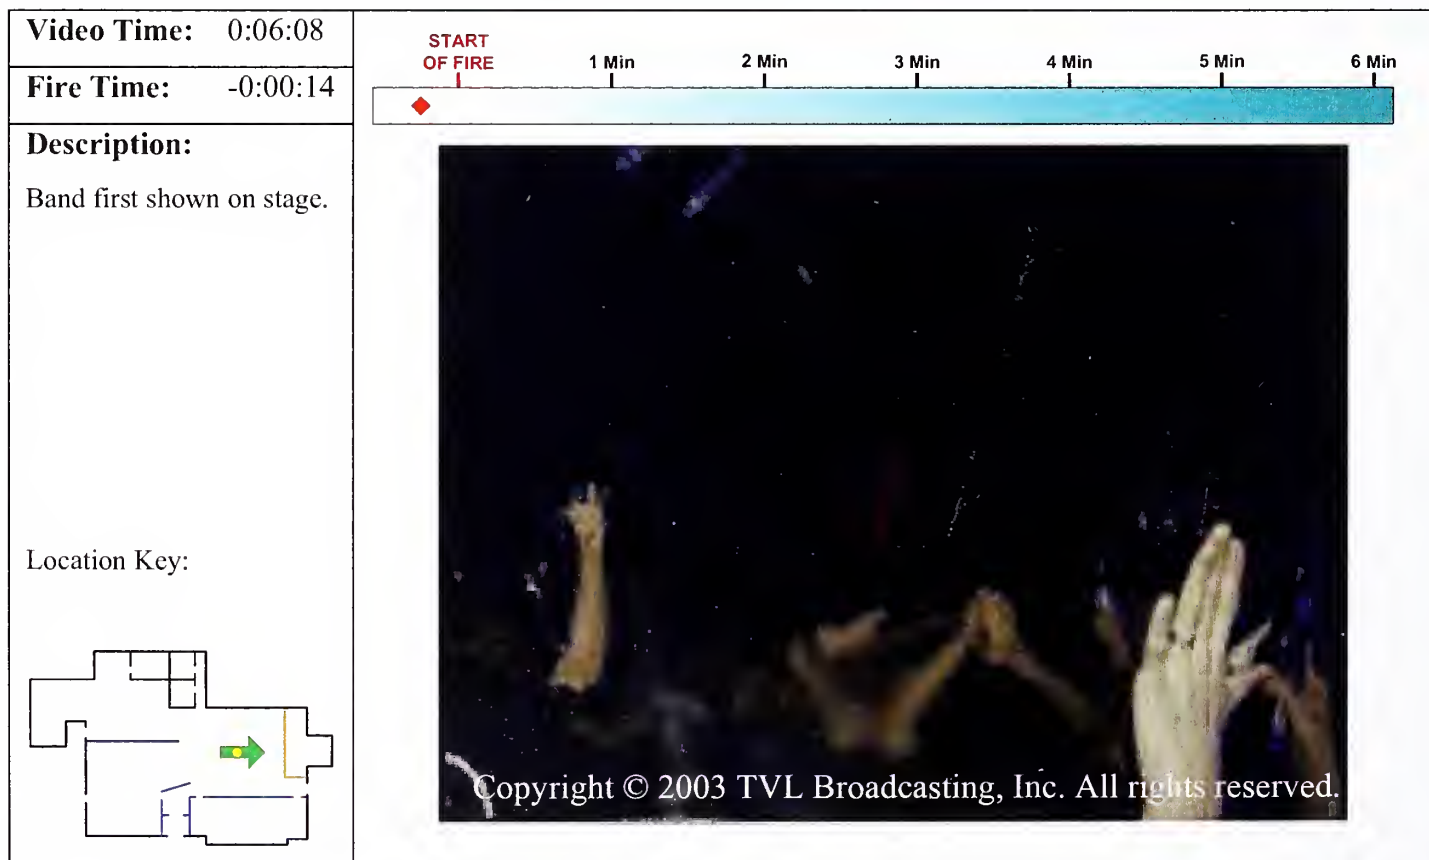 Video Time: 0:06:08
Fire Time: -0:00:14
Description:
Band first shown on stage.
Location Key:
START
OF FIRE
1 Min 2 Min 3 Min 4 Min 5 Min 6 Min
Copyright © 2003 TVL Broadcasting, Inc. All rights reserved.